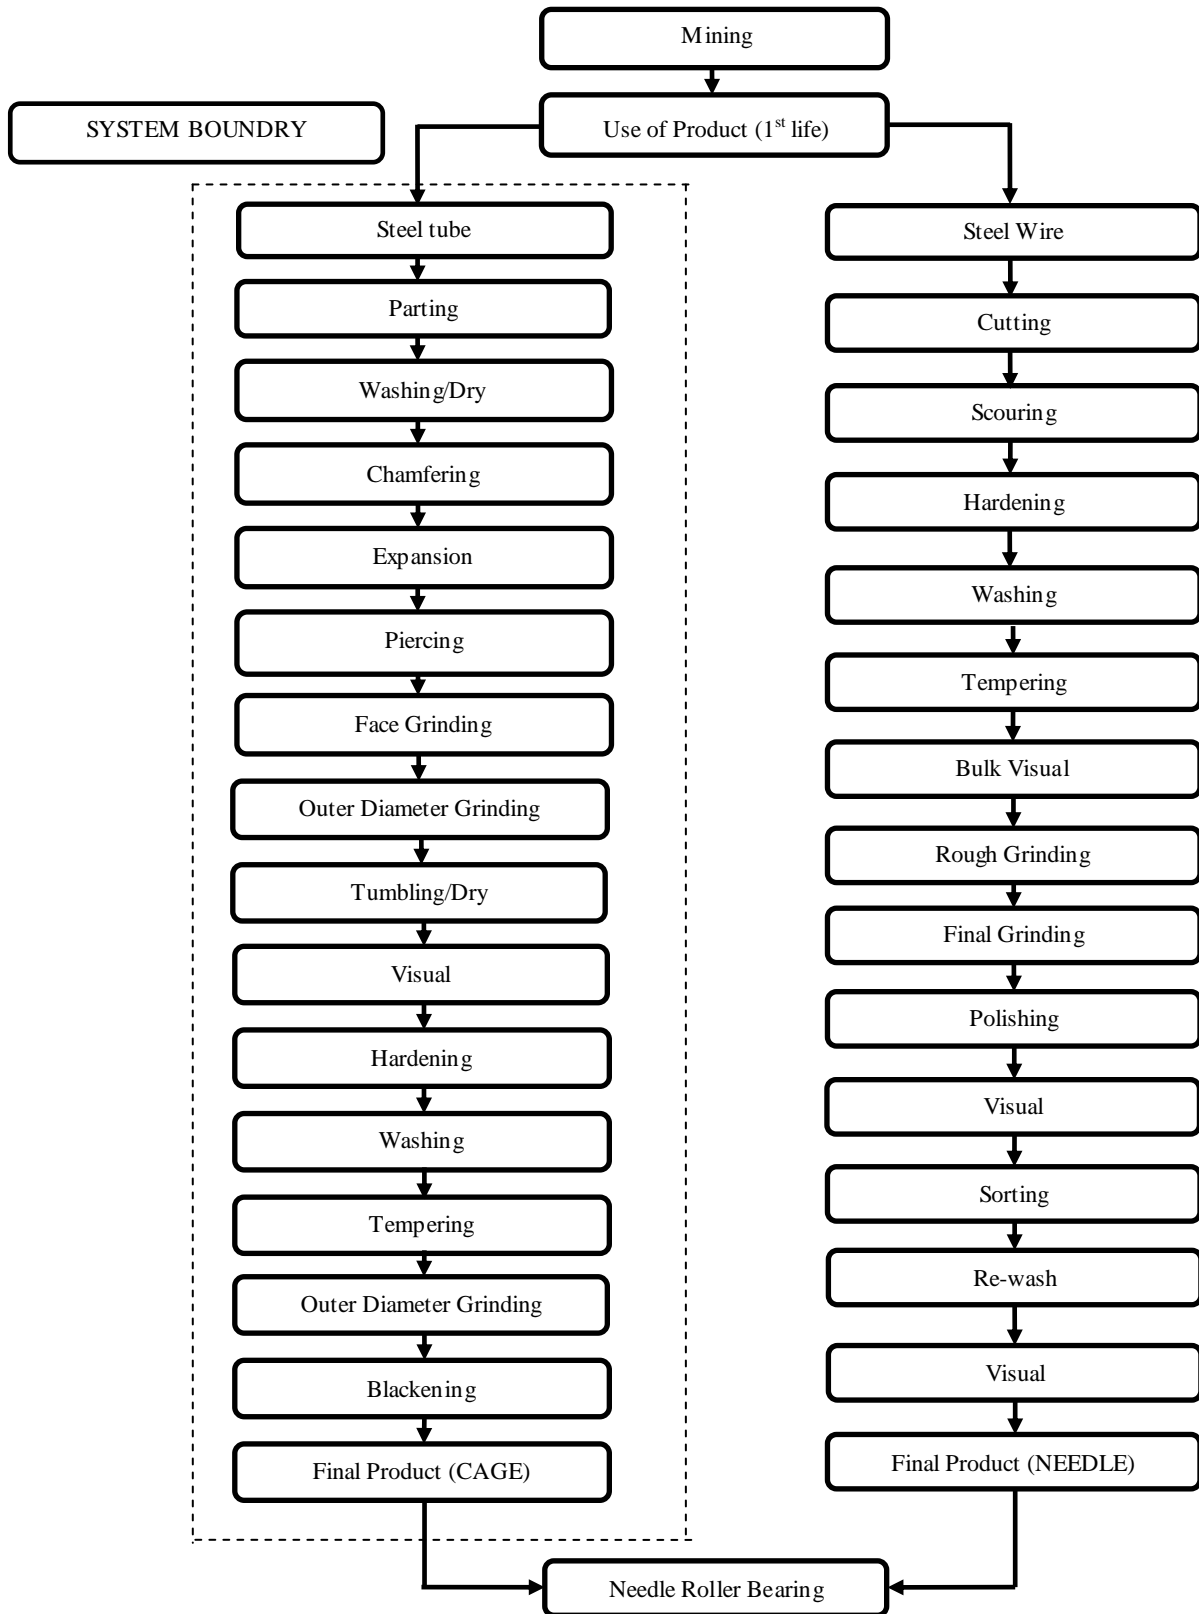 Mining
SYSTEM BOUNDRY
Use of Product (1st life)
Steel tube
Parting
Washing/Dry
Chamfering
Expansion
Piercing
Face Grinding
Outer Diameter Grinding
Tumbling/Dry
Visual
Hardening
Washing
Tempering
Outer Diameter Grinding
Blackening
Final Product (CAGE)
Steel Wire
Cutting
Scouring
Hardening
Washing
Tempering
Bulk Visual
Rough Grinding
Final Grinding
Polishing
Visual
Sorting
Re-wash
Visual
Final Product (NEEDLE)
Needle Roller Bearing